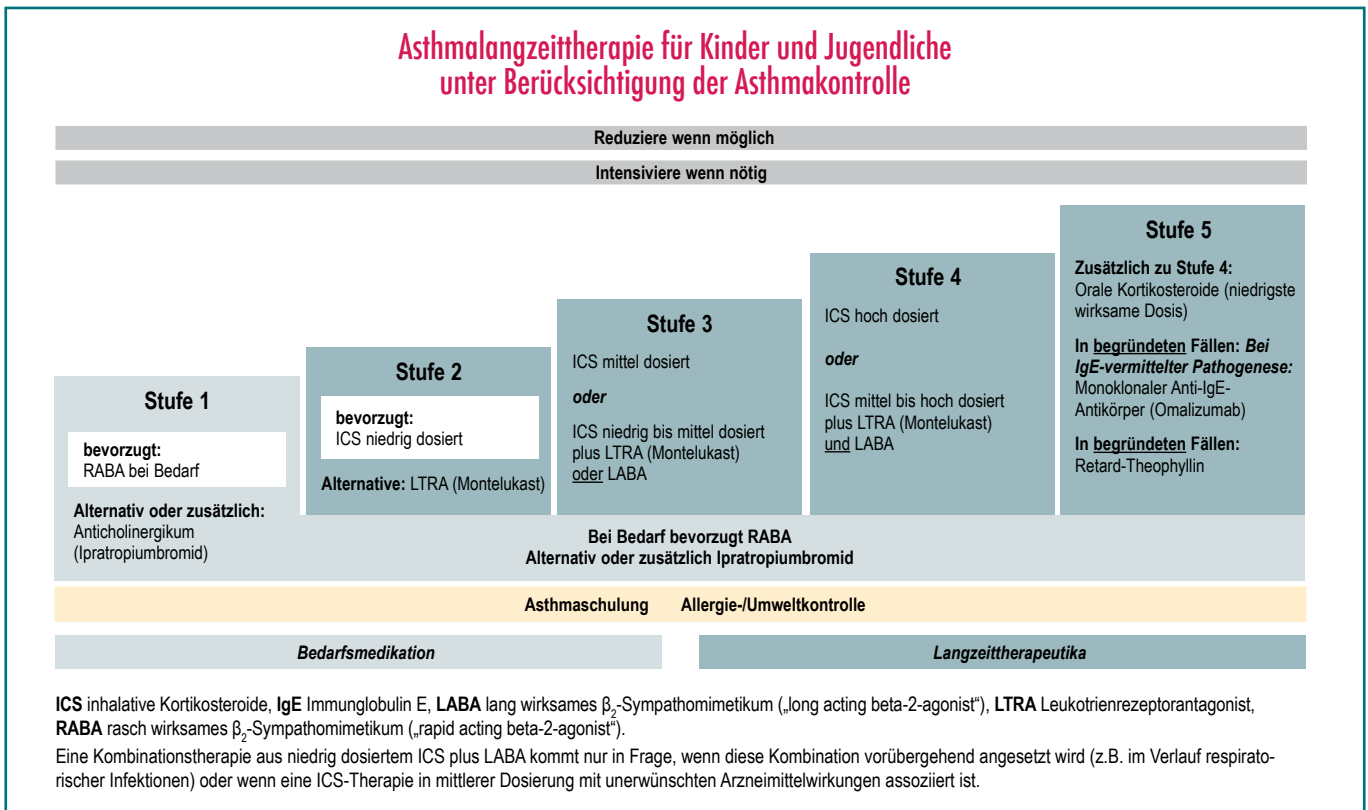 Asthmalangzeittherapie für Kinder und Jugendliche
unter Berücksichtigung der Asthmakontrolle
Reduziere wenn möglich
Intensiviere wenn nötig
Stufe 1
bevorzugt:
RABA bei Bedarf
Alternativ oder zusätzlich:
Anticholinergikum
(Ipratropiumbromid)
Stufe 2
bevorzugt:
ICS niedrig dosiert
Alternative: LTRA (Montelukast)
Stufe 3
ICS mittel dosiert
oder
ICS niedrig bis mittel dosiert
plus LTRA (Montelukast)
oder LABA
Stufe 4
ICS hoch dosiert
oder
ICS mittel bis hoch dosiert
plus LTRA (Montelukast)
und LABA
Stufe 5
Zusätzlich zu Stufe 4:
Orale Kortikosteroide (niedrigste
wirksame Dosis)
In begründeten Fällen: Bei
IgE-vermittelter Pathogenese:
Monoklonaler Anti-IgE-
Antikörper (Omalizumab)
In begründeten Fällen:
Retard-Theophyllin
Bei Bedarf bevorzugt RABA
Alternativ oder zusätzlich Ipratropiumbromid
Asthmaschulung Allergie-/Umweltkontrolle
Bedarfsmedikation
Langzeittherapeutika
ICS inhalative Kortikosteroide, IgE Immunglobulin E, LABA lang wirksames β₂-Sympathomimetikum („long acting beta-2-agonist“), LTRA Leukotrienrezeptorantagonist,
RABA rasch wirksames β₂-Sympathomimetikum („rapid acting beta-2-agonist“).
Eine Kombinationstherapie aus niedrig dosiertem ICS plus LABA kommt nur in Frage, wenn diese Kombination vorübergehend angesetzt wird (z.B. im Verlauf respirato-
rischer Infektionen) oder wenn eine ICS-Therapie in mittlerer Dosierung mit unerwünschten Arzneimittelwirkungen assoziiert ist.